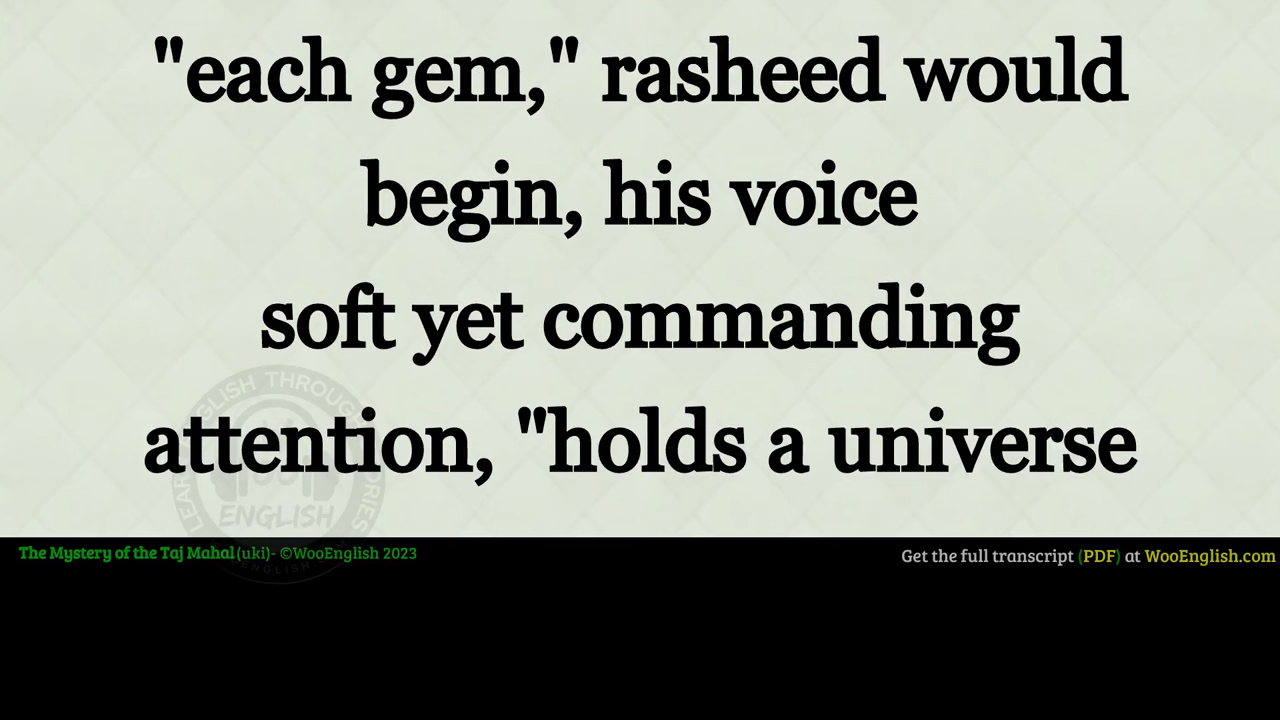 "each gem," rasheed would
begin, his voice
soft yet commanding
attention, "holds a universe
ENGLISH
The Mystery of the Taj Mahal (uki)- ©WooEnglish 2023
Get the full transcript (PDF) at WooEnglish.com